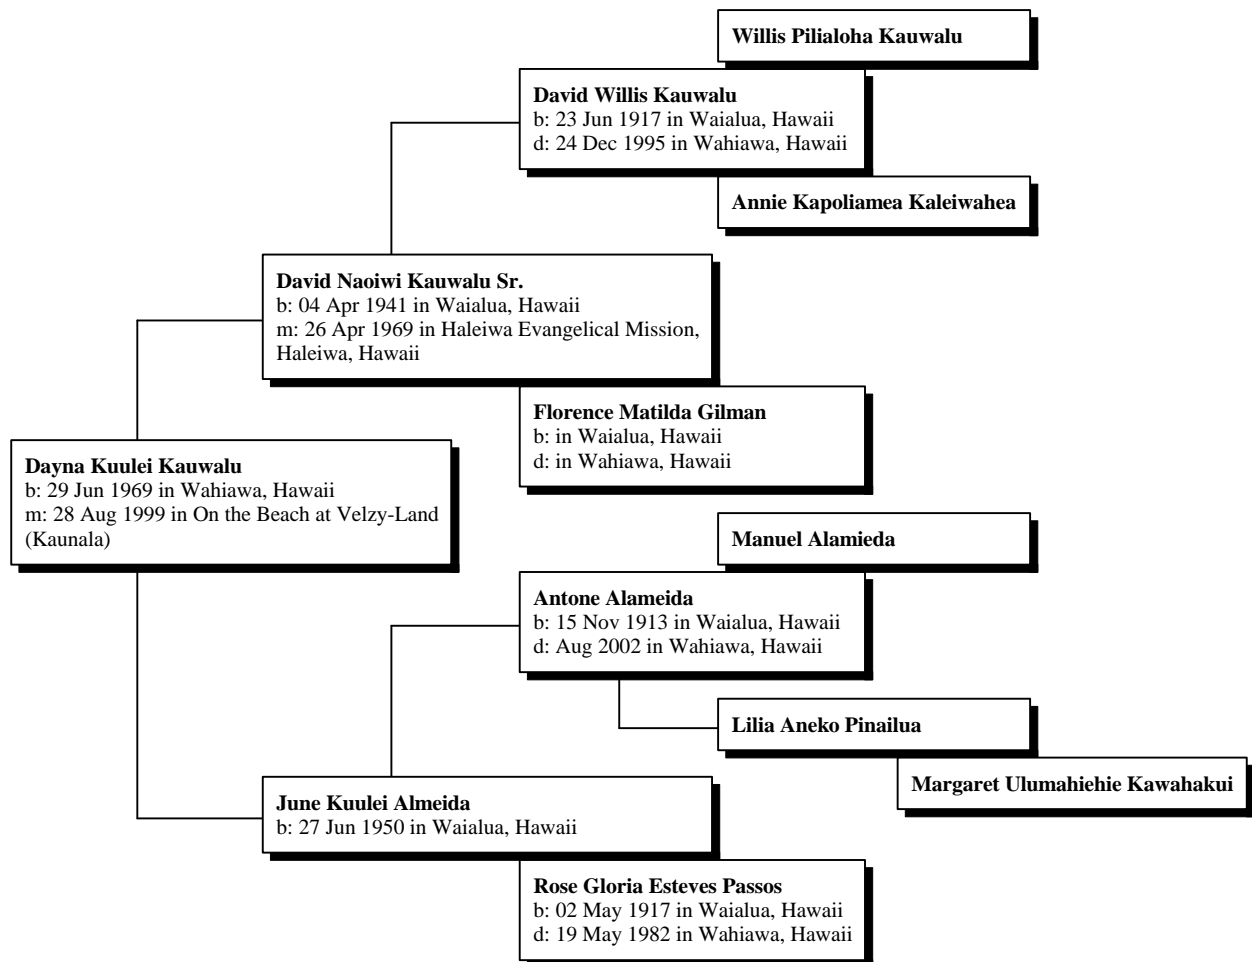 Willis Pilialoha Kauwalu
David Willis Kauwalu
b: 23 Jun 1917 in Waialua, Hawaii
d: 24 Dec 1995 in Wahiawa, Hawaii
Annie Kapoliamea Kaleiwahea
David Naoiwi Kauwalu Sr.
b: 04 Apr 1941 in Waialua, Hawaii
m: 26 Apr 1969 in Haleiwa Evangelical Mission,
Haleiwa, Hawaii
Florence Matilda Gilman
b: in Waialua, Hawaii
d: in Wahiawa, Hawaii
Dayna Kuulei Kauwalu
b: 29 Jun 1969 in Wahiawa, Hawaii
m: 28 Aug 1999 in On the Beach at Velzy-Land
(Kaunala)
Manuel Alamieda
Antone Alameida
b: 15 Nov 1913 in Waialua, Hawaii
d: Aug 2002 in Wahiawa, Hawaii
Lilia Aneko Pinailua
Margaret Ulumahiehie Kawahakui
June Kuulei Almeida
b: 27 Jun 1950 in Waialua, Hawaii
Rose Gloria Esteves Passos
b: 02 May 1917 in Waialua, Hawaii
d: 19 May 1982 in Wahiawa, Hawaii